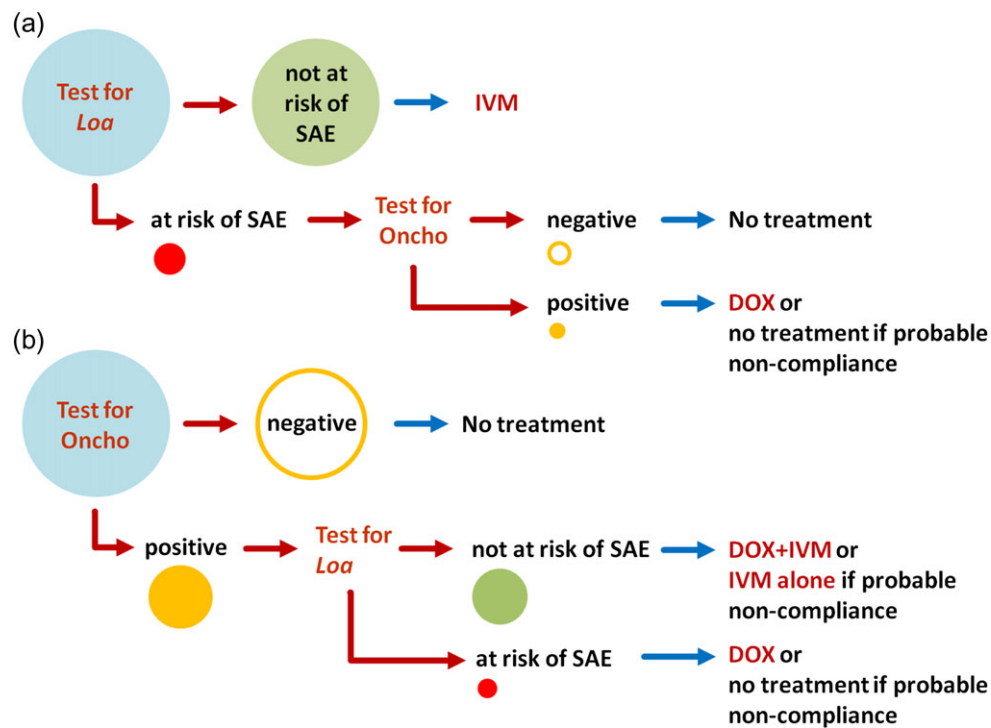 (a)
Test for
Loa
not at
risk of
SAE
IVM
at risk of SAE
Test for
Oncho
negative
No treatment
positive
DOX or
no treatment if probable
non-compliance
(b)
Test for
Oncho
negative
No treatment
positive
Test for
Loa
not at risk of SAE
DOX+IVM or
IVM alone if probable
non-compliance
at risk of SAE
DOX or
no treatment if probable
non-compliance